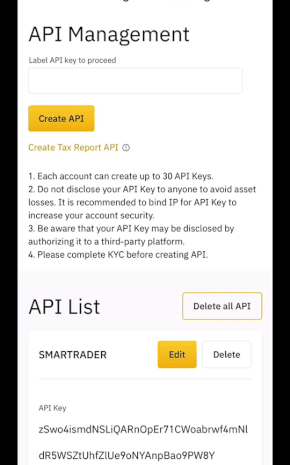 API Management
Label API key to proceed
Create API
Create Tax Report API
1. Each account can create up to 30 API Keys.
2. Do not disclose your API Key to anyone to avoid asset
losses. It is recommended to bind IP for API Key to
increase your account security.
3. Be aware that your API Key may be disclosed by
authorizing it to a third-party platform.
4. Please complete KYC before creating API.
API List
Delete all API
SMARTRADER
Edit
Delete
API Key
zSwo4ismdNSLiQARnOpEr71CWoabrwf4mNl
dR5WSZtUhfZlUe9oNYAnpBao9PW8Y